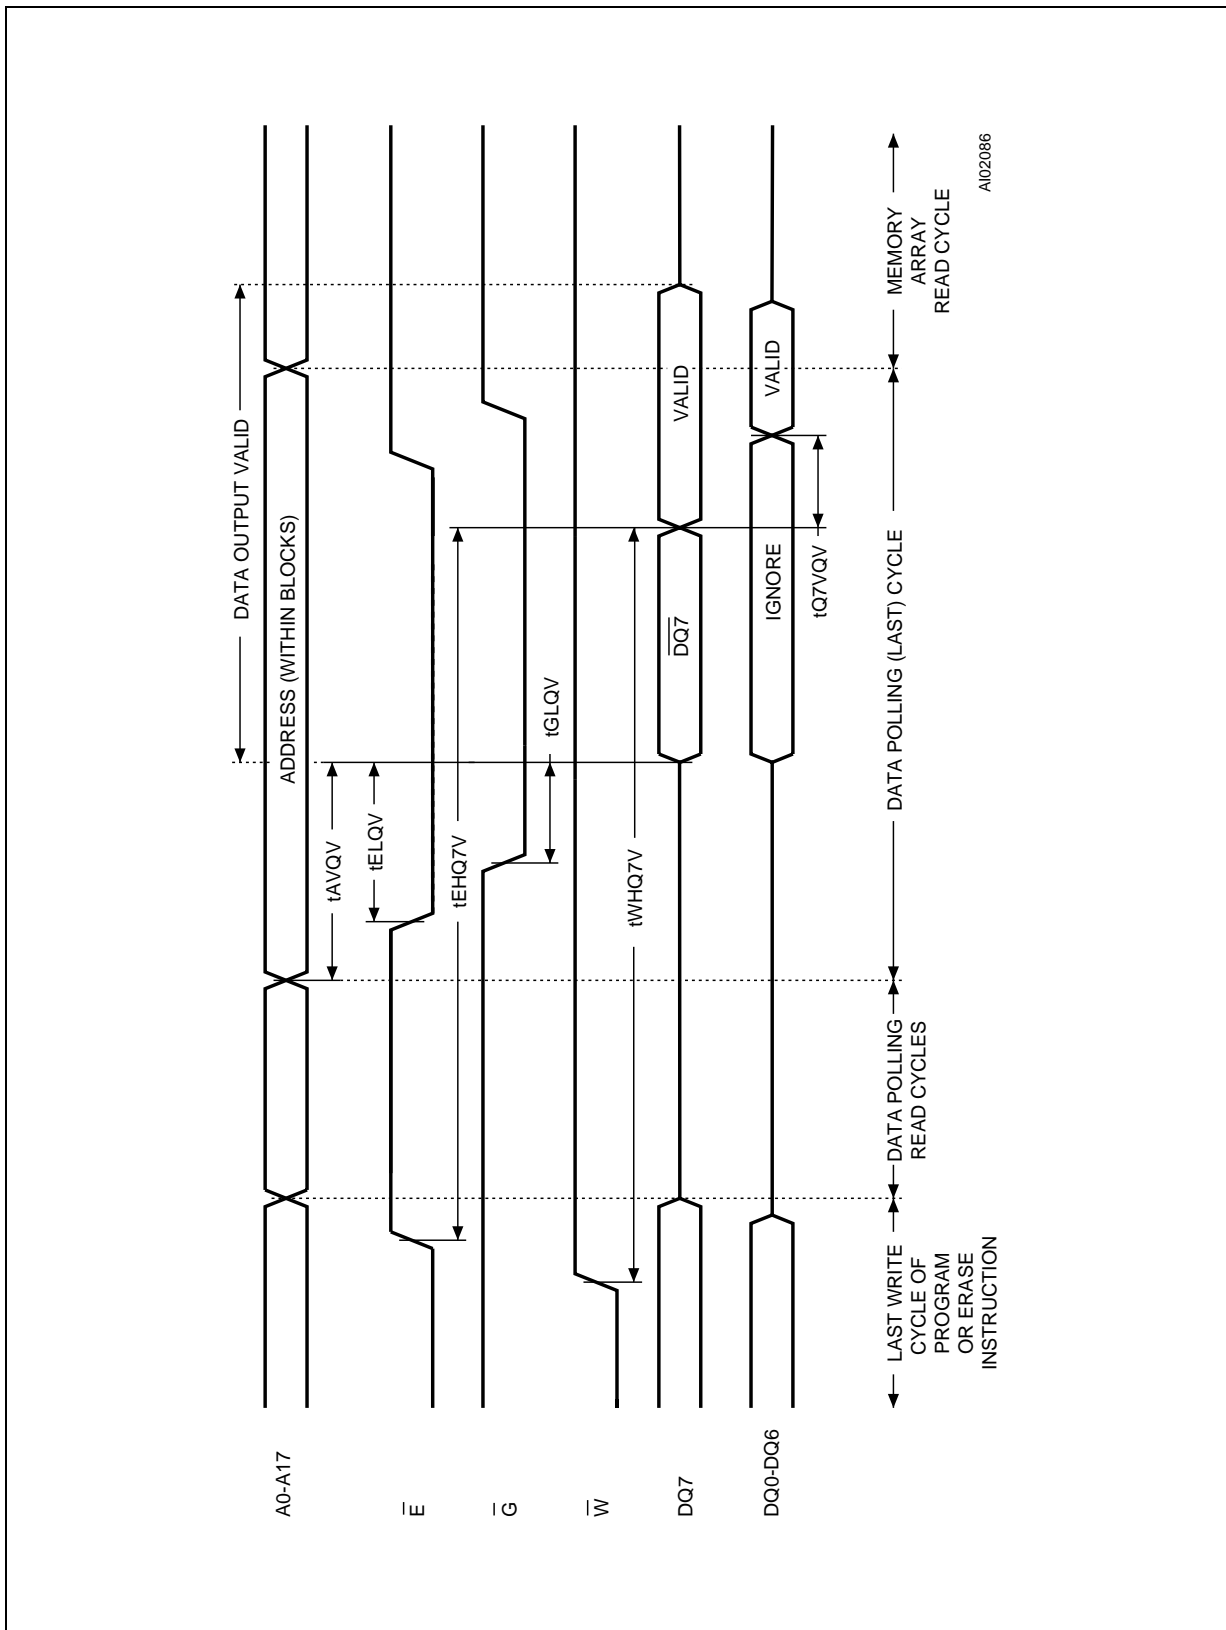 DATA OUTPUT VALID
A0-A17
ADDRESS (WITHIN BLOCKS)
tAVQV
tELQV
E
tEHQ7V
G
tGLQV
W
tWHQ7V
DQ7
DQ7
VALID
DQ0-DQ6
IGNORE
VALID
tQ7VQV
LAST WRITE
CYCLE OF
PROGRAM
OR ERASE
INSTRUCTION
DATA POLLING
READ CYCLES
DATA POLLING (LAST) CYCLE
MEMORY
ARRAY
READ CYCLE
AI02086